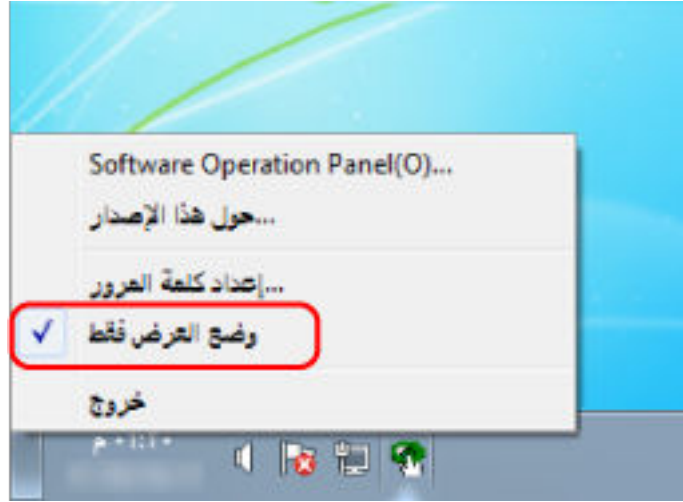 Software Operation Panel(O)...
حول هذا الإصدار...
إعداد كلمة المرور...
وضع العرض فقط
خروج